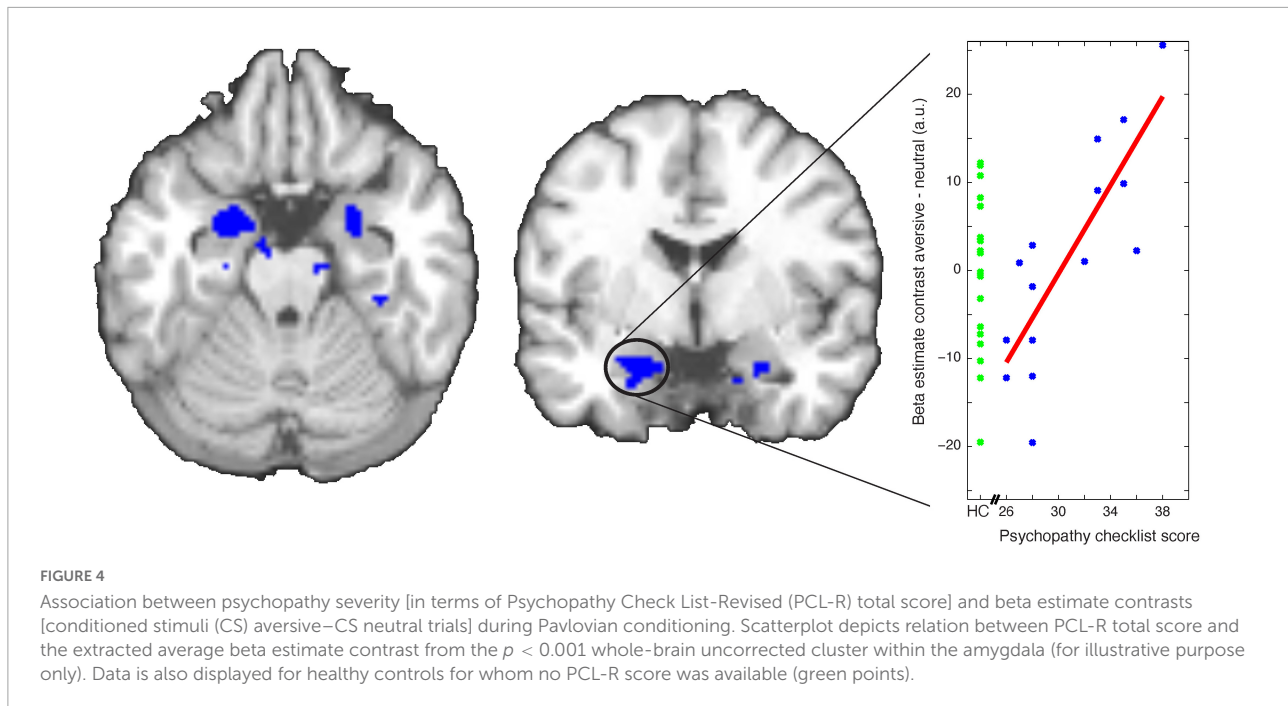 Beta estimate contrast aversive - neutral (a.u.)
20
10
0
−10
−20
HC 26 30 34 38
Psychopathy checklist score
FIGURE 4
Association between psychopathy severity [in terms of Psychopathy Check List-Revised (PCL-R) total score] and beta estimate contrasts
[conditioned stimuli (CS) aversive–CS neutral trials] during Pavlovian conditioning. Scatterplot depicts relation between PCL-R total score and
the extracted average beta estimate contrast from the p < 0.001 whole-brain uncorrected cluster within the amygdala (for illustrative purpose
only). Data is also displayed for healthy controls for whom no PCL-R score was available (green points).